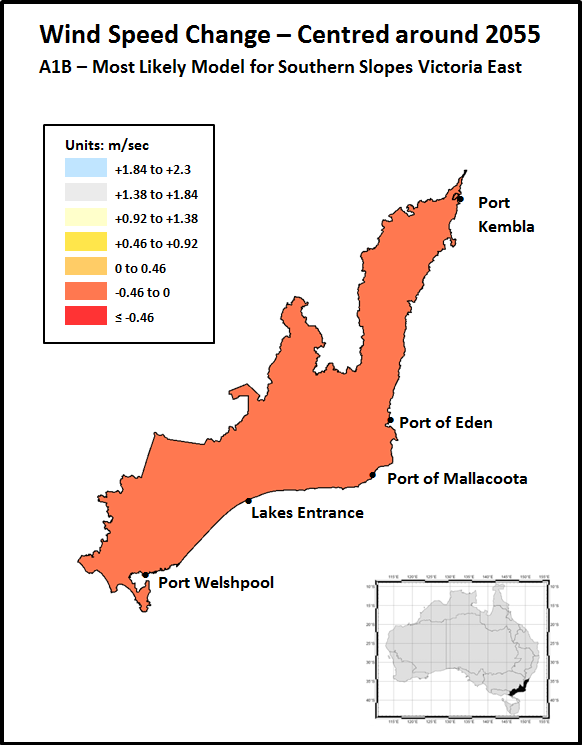 Wind Speed Change – Centred around 2055
A1B – Most Likely Model for Southern Slopes Victoria East
Units: m/sec
+1.84 to +2.3
+1.38 to +1.84
+0.92 to +1.38
+0.46 to +0.92
0 to 0.46
-0.46 to 0
≤ -0.46
Port
Kembla
Port of Eden
Port of Mallacoota
Lakes Entrance
Port Welshpool